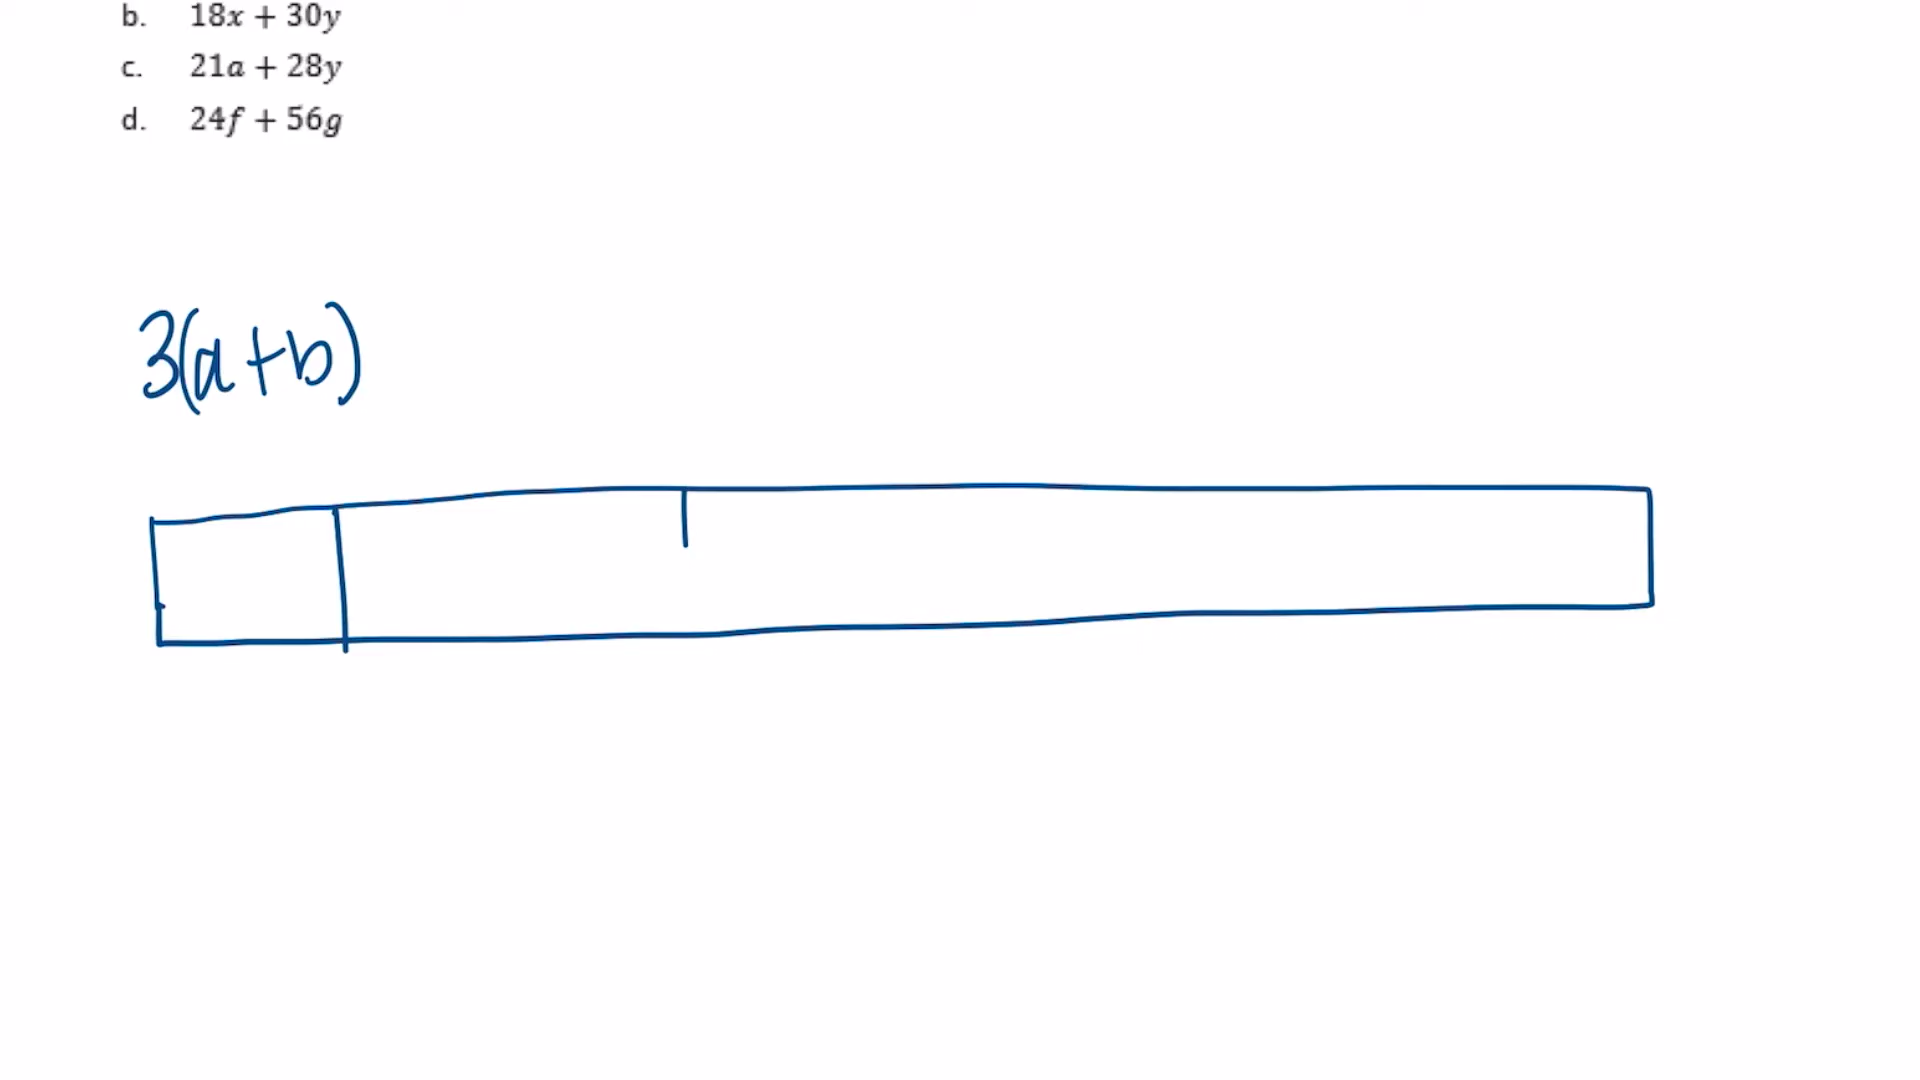 b. 18x + 30y
c. 21a + 28y
d. 24f + 56g
3(a+b)